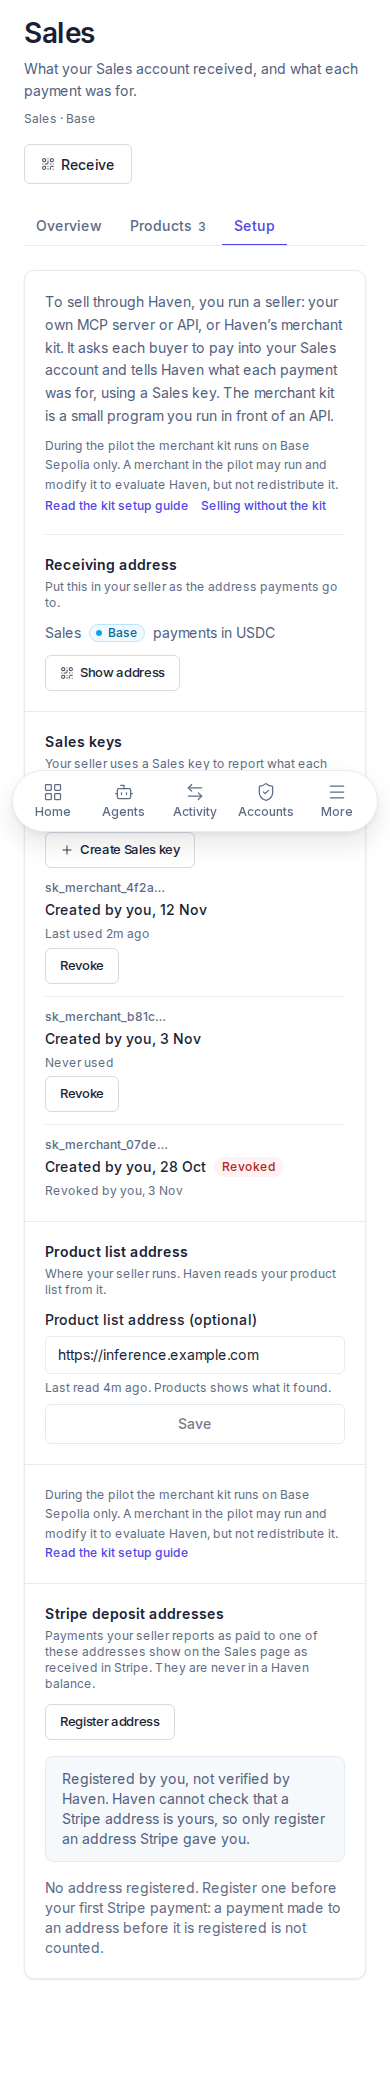 Sales
What your Sales account received, and what each
payment was for.
Sales · Base
Receive
Overview
Products 3
Setup
To sell through Haven, you run a seller: your
own MCP server or API, or Haven’s merchant
kit. It asks each buyer to pay into your Sales
account and tells Haven what each payment
was for, using a Sales key. The merchant kit
is a small program you run in front of an API.
During the pilot the merchant kit runs on Base
Sepolia only. A merchant in the pilot may run and
modify it to evaluate Haven, but not redistribute it.
Read the kit setup guide Selling without the kit
Receiving address
Put this in your seller as the address payments go
to.
Sales Base payments in USDC
Show address
Sales keys
Your seller uses a Sales key to report what each
Home
Agents
Activity
Accounts
More
Create Sales key
sk_merchant_4f2a…
Created by you, 12 Nov
Last used 2m ago
Revoke
sk_merchant_b81c…
Created by you, 3 Nov
Never used
Revoke
sk_merchant_07de…
Created by you, 28 Oct Revoked
Revoked by you, 3 Nov
Product list address
Where your seller runs. Haven reads your product
list from it.
Product list address (optional)
https://inference.example.com
Last read 4m ago. Products shows what it found.
Save
During the pilot the merchant kit runs on Base
Sepolia only. A merchant in the pilot may run and
modify it to evaluate Haven, but not redistribute it.
Read the kit setup guide
Stripe deposit addresses
Payments your seller reports as paid to one of
these addresses show on the Sales page as
received in Stripe. They are never in a Haven
balance.
Register address
Registered by you, not verified by
Haven. Haven cannot check that a
Stripe address is yours, so only register
an address Stripe gave you.
No address registered. Register one before
your first Stripe payment: a payment made to
an address before it is registered is not
counted.